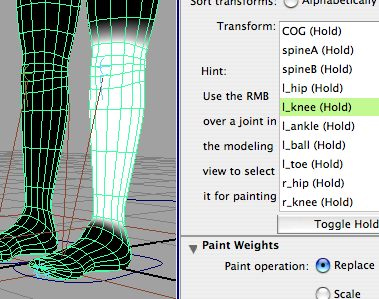 Sort transforms:
Alphabetically
Transform:
COG (Hold)
spineA (Hold)
spineB (Hold)
l_hip (Hold)
l_knee (Hold)
l_ankle (Hold)
l_ball (Hold)
l_toe (Hold)
r_hip (Hold)
r_knee (Hold)
Hint:
Use the RMB
over a joint in
the modeling
view to select
it for painting
Toggle Hold
Paint Weights
Paint operation:
Replace
Scale